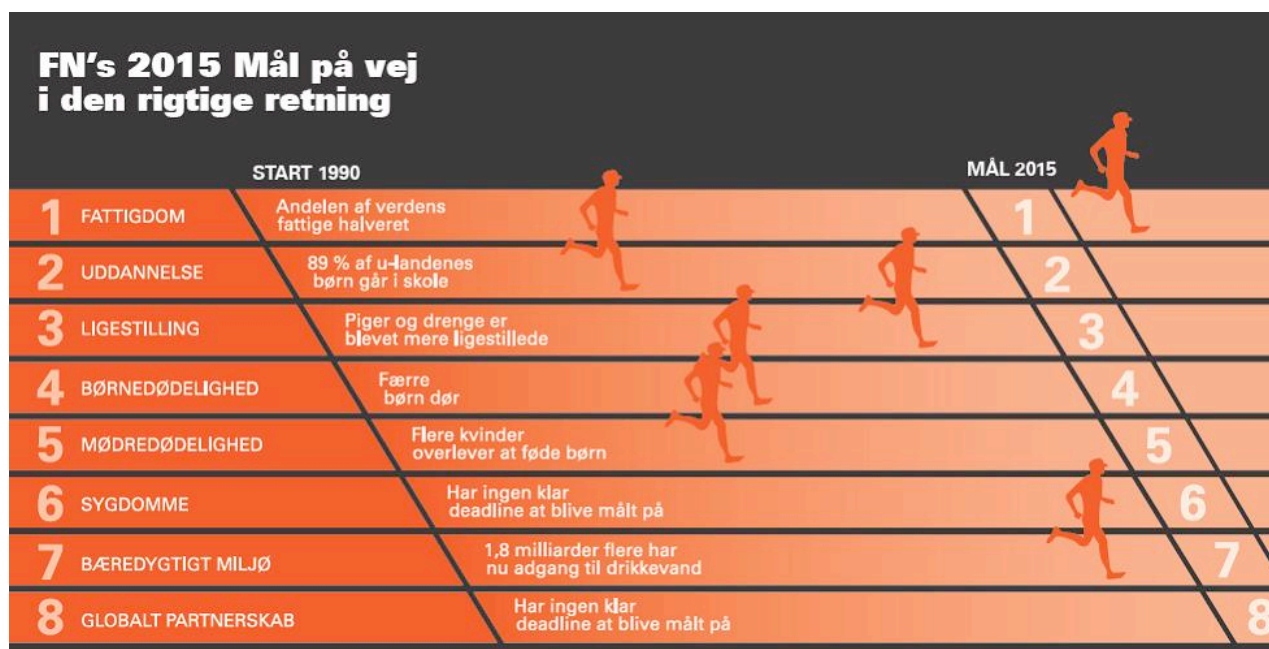 FN's 2015 Mål på vej
i den rigtige retning
START 1990
MÅL 2015
1 FATTIGDOM
Andelen af verdens
fattige halveret
1
2 UDDANNELSE
89 % af u-landenes
børn går i skole
2
3 LIGESTILLING
Piger og drenge er
blevet mere ligestillede
3
4 BØRNEDØDELIGHED
Færre
børn dør
4
5 MØDREDØDELIGHED
Flere kvinder
overlever at føde børn
5
6 SYGDOMME
Har ingen klar
deadline at blive målt på
6
7 BÆREDYGTIGT MILJØ
1,8 milliarder flere har
nu adgang til drikkevand
7
8 GLOBALT PARTNERSKAB
Har ingen klar
deadline at blive målt på
8